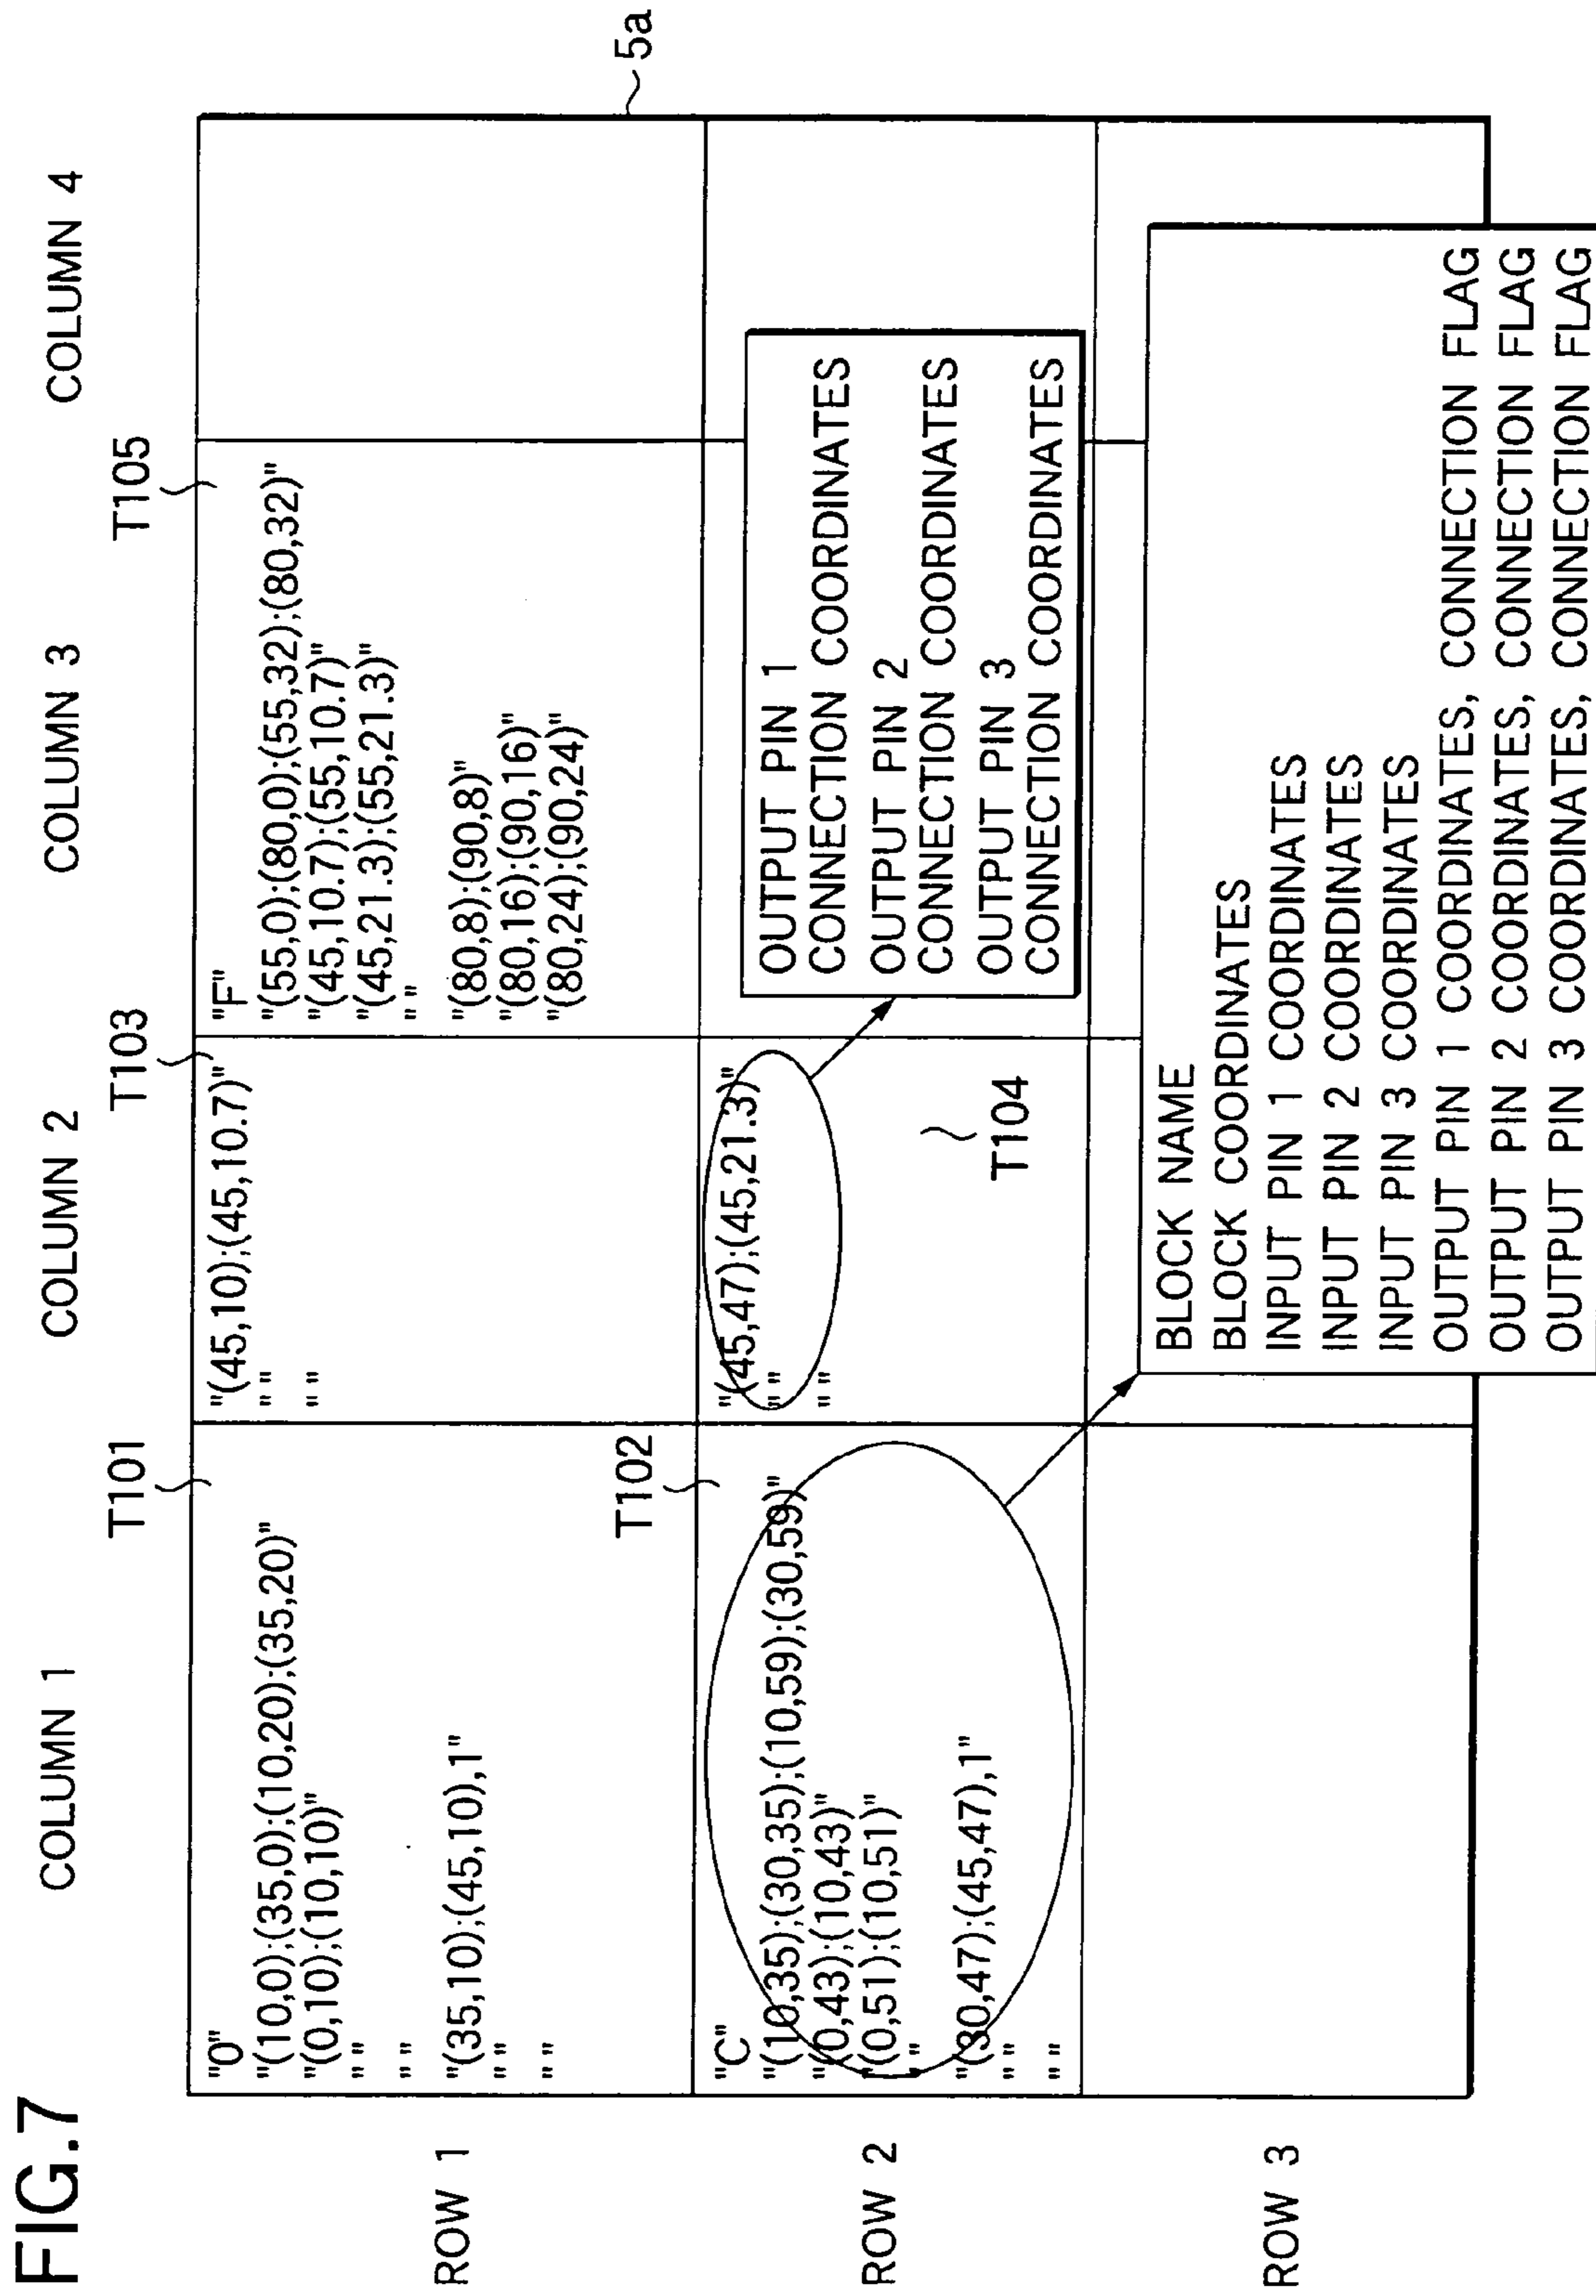 FIG.7
COLUMN 1
COLUMN 2
COLUMN 3
COLUMN 4
T101
T103
T105
5a
ROW 1
"0"
"(10,0);(35,0);(10,20);(35,20)"
"(0,10);(10,10)"
" "
" "
"(35,10);(45,10),1"
" "
" "
"(45,10);(45,10.7)"
" "
" "
"F"
"(55,0);(80,0);(55,32);(80,32)"
"(45,10.7);(55,10.7)"
"(45,21.3);(55,21.3)"
" "
"(80,8);(90,8)"
"(80,16);(90,16)"
"(80,24);(90,24)"
ROW 2
T102
"C"
"(10,35);(30,35);(10,59);(30,59)"
"(0,43);(10,43)"
"(0,51);(10,51)"
" "
"(30,47);(45,47),1"
" "
" "
"(45,47);(45,21.3)"
" "
" "
T104
OUTPUT PIN 1
CONNECTION COORDINATES
OUTPUT PIN 2
CONNECTION COORDINATES
OUTPUT PIN 3
CONNECTION COORDINATES
ROW 3
BLOCK NAME
BLOCK COORDINATES
INPUT PIN 1 COORDINATES
INPUT PIN 2 COORDINATES
INPUT PIN 3 COORDINATES
OUTPUT PIN 1 COORDINATES, CONNECTION FLAG
OUTPUT PIN 2 COORDINATES, CONNECTION FLAG
OUTPUT PIN 3 COORDINATES, CONNECTION FLAG